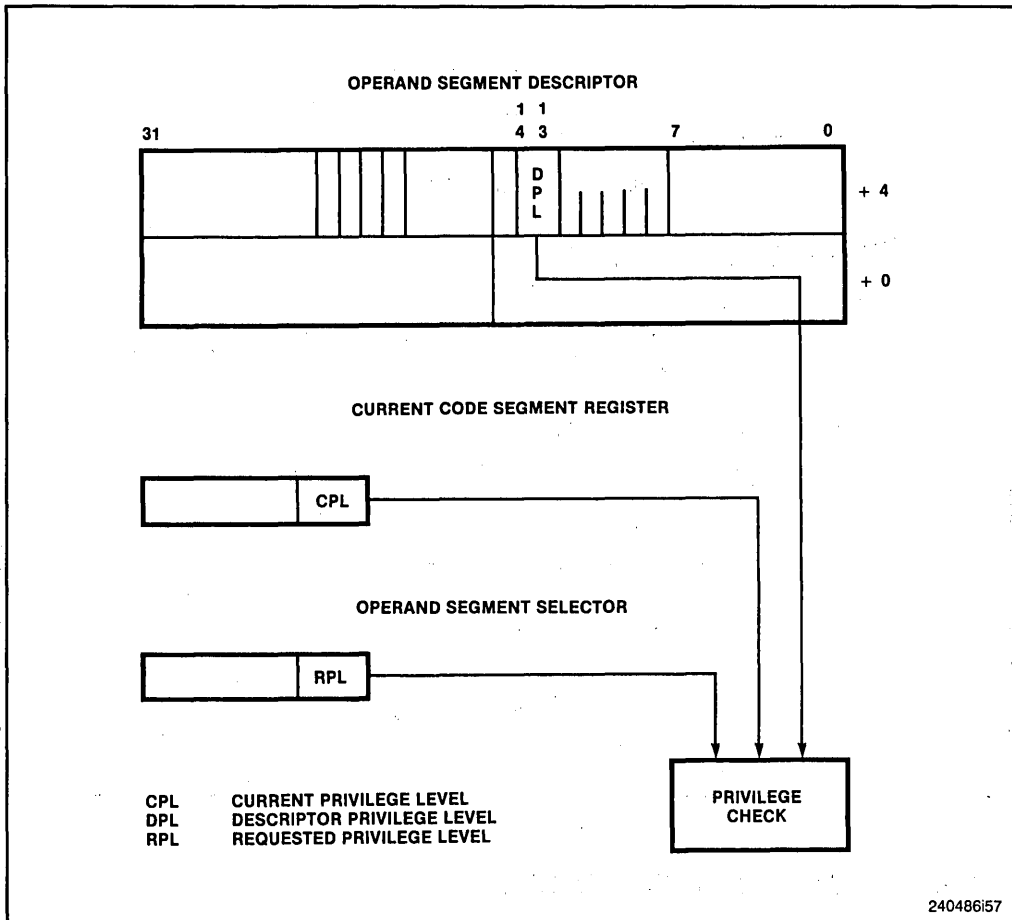 OPERAND SEGMENT DESCRIPTOR
1 1
31 4 3 7 0
D
P
L
+ 4
+ 0
CURRENT CODE SEGMENT REGISTER
CPL
OPERAND SEGMENT SELECTOR
RPL
CPL CURRENT PRIVILEGE LEVEL
DPL DESCRIPTOR PRIVILEGE LEVEL
RPL REQUESTED PRIVILEGE LEVEL
PRIVILEGE
CHECK
240486i57